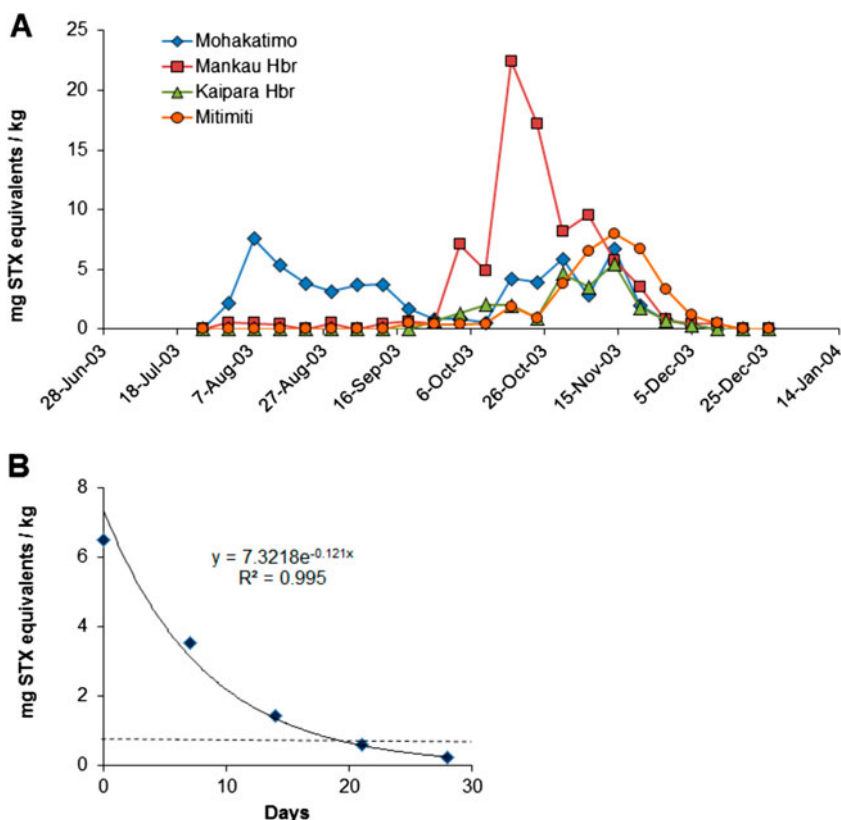 A
mg STX equivalents / kg
25
20
15
10
5
0
Mohakatimo
Mankau Hbr
Kaipara Hbr
Mitimiti
28-Jun-03
18-Jul-03
7-Aug-03
27-Aug-03
16-Sep-03
6-Oct-03
26-Oct-03
15-Nov-03
5-Dec-03
25-Dec-03
14-Jan-04
B
mg STX equivalents / kg
8
6
4
2
0
y = 7.3218e^-0.121x
R² = 0.995
0 10 20 30
Days